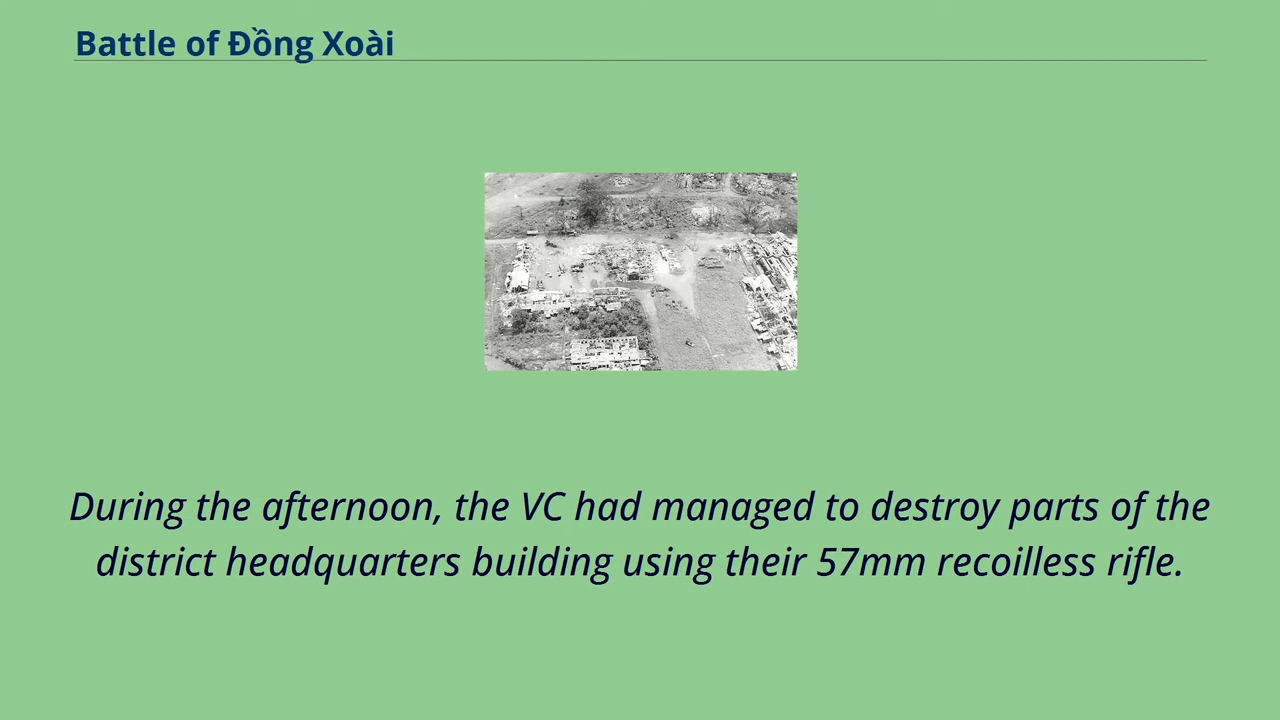 Battle of Đồng Xoài
During the afternoon, the VC had managed to destroy parts of the
district headquarters building using their 57mm recoilless rifle.